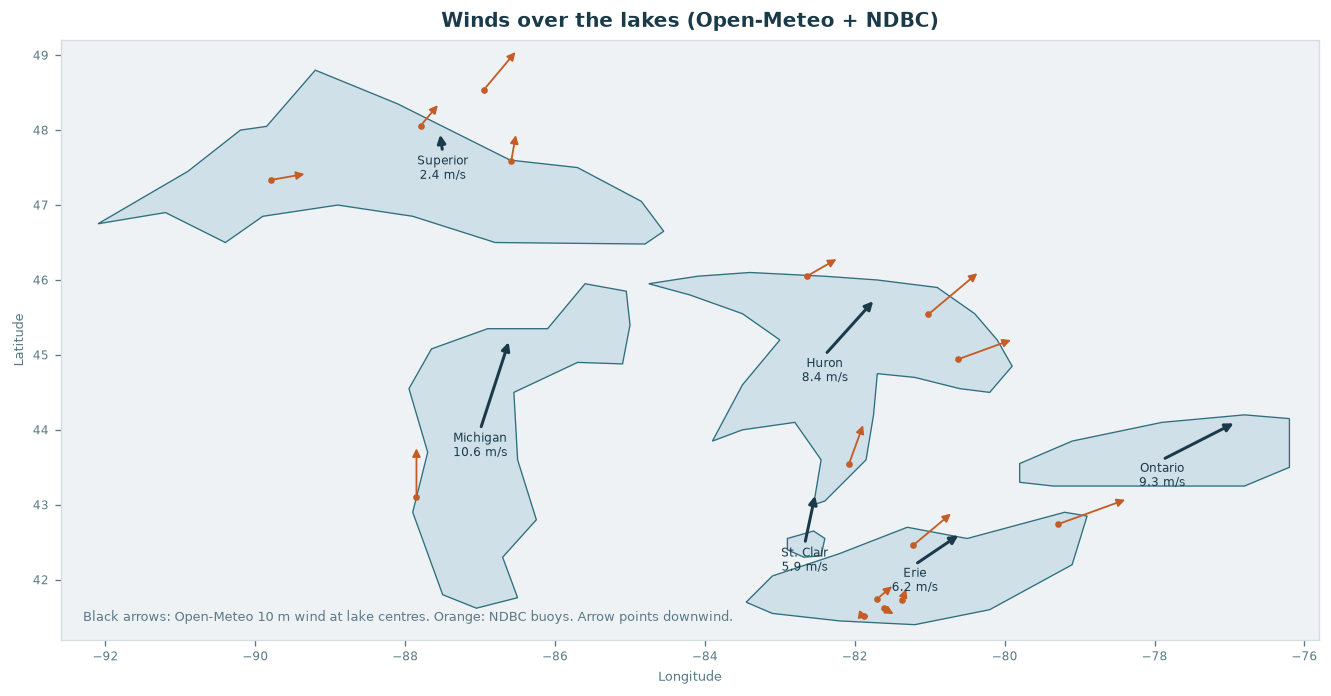 Winds over the lakes (Open-Meteo + NDBC)
49
48
47
46
45
44
43
42
Latitude
Superior
2.4 m/s
Huron
8.4 m/s
Michigan
10.6 m/s
Ontario
9.3 m/s
St. Clair
5.9 m/s
Erie
6.2 m/s
Black arrows: Open-Meteo 10 m wind at lake centres. Orange: NDBC buoys. Arrow points downwind.
−92 −90 −88 −86 −84 −82 −80 −78 −76
Longitude